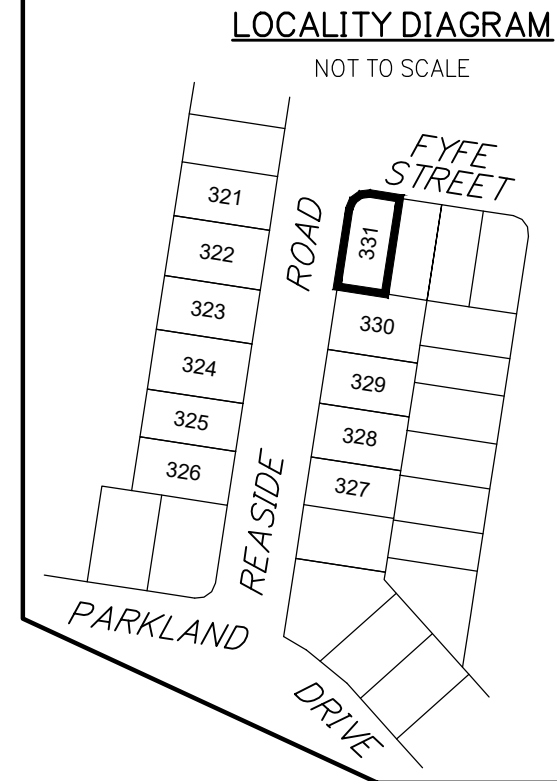 LOCALITY DIAGRAM
NOT TO SCALE
FYFE
STREET
321
322
323
324
325
326
ROAD
REASIDE
331
330
329
328
327
PARKLAND
DRIVE